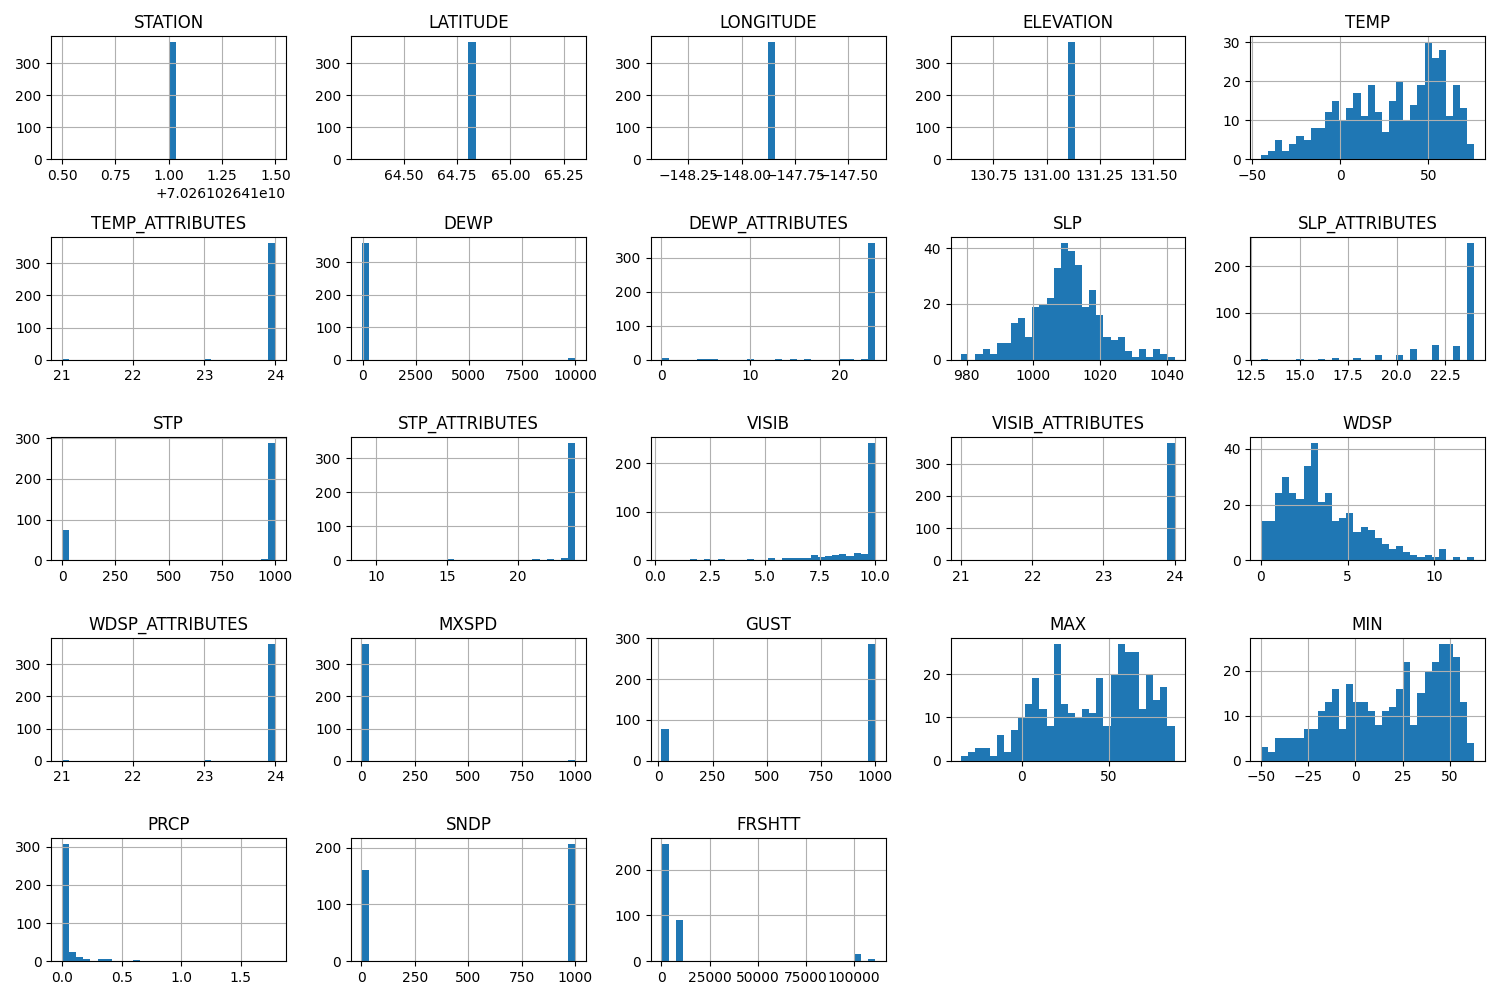 STATION LATITUDE LONGITUDE ELEVATION TEMP
300 300 300 300 30
200 200 200 200 20
100 100 100 100 10
0 0 0 0 0
0.50 0.75 1.00 1.25 1.50 64.50 64.75 65.00 65.25 −148.25 −148.00 −147.75 −147.50 130.75 131.00 131.25 131.50 −50 0 50
+7.026102641e10
TEMP_ATTRIBUTES DEWP DEWP_ATTRIBUTES SLP SLP_ATTRIBUTES
300 300 300 40 200
200 200 200 20 100
100 100 100 0 0
0 0 0
21 22 23 24 0 2500 5000 7500 10000 0 10 20 980 1000 1020 1040 12.5 15.0 17.5 20.0 22.5
STP STP_ATTRIBUTES VISIB VISIB_ATTRIBUTES WDSP
300 300 200 300 40
200 200 100 200 20
100 100 0 100 0
0 0 0
0 250 500 750 1000 10 15 20 0.0 2.5 5.0 7.5 10.0 21 22 23 24 0 5 10
WDSP_ATTRIBUTES MXSPD GUST MAX MIN
300 300 300 20 20
200 200 200 10 10
100 100 100 0 0
0 0 0
21 22 23 24 0 250 500 750 1000 0 250 500 750 1000 0 50 −50 −25 0 25 50
PRCP SNDP FRSHTT
300 200 200
200 100 100
100 0 0
0
0.0 0.5 1.0 1.5 0 250 500 750 1000 0 25000 50000 75000 100000